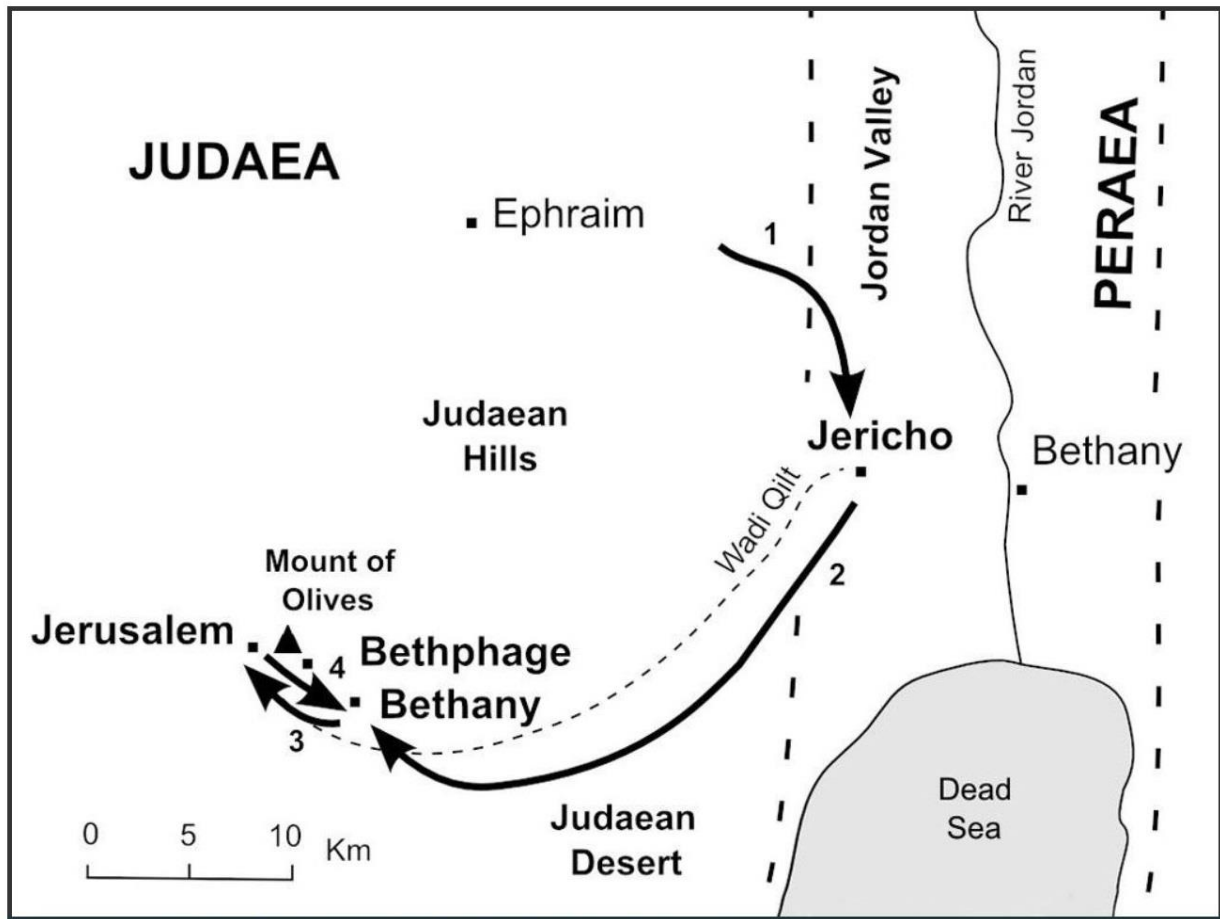 JUDAEA
Ephraim
1
Jordan Valley
River Jordan
PERAEA
Judaean
Hills
Jericho
Bethany
Wadi Qilt
2
Mount of
Olives
Jerusalem
4
Bethphage
Bethany
3
Judaean
Desert
Dead
Sea
0 5 10 Km